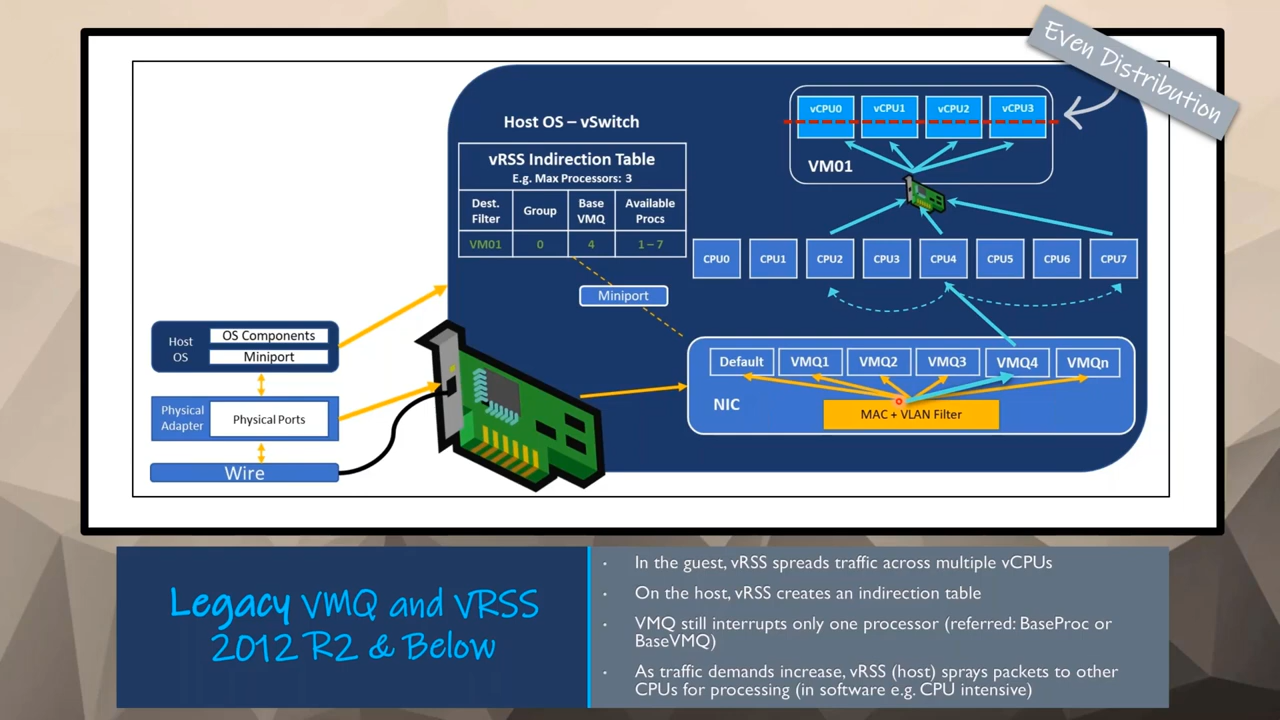 Even Distribution
Host OS – vSwitch
vRSS Indirection Table
E.g. Max Processors: 3
Dest. Filter
Group
Base VMQ
Available Procs
VM01
0
4
1 – 7
vCPU0
vCPU1
vCPU2
vCPU3
VM01
CPU0
CPU1
CPU2
CPU3
CPU4
CPU5
CPU6
CPU7
Miniport
Default
VMQ1
VMQ2
VMQ3
VMQ4
VMQn
NIC
MAC + VLAN Filter
Host OS
OS Components
Miniport
Physical Adapter
Physical Ports
Wire
Legacy VMQ and VRSS
2012 R2 & Below
· In the guest, vRSS spreads traffic across multiple vCPUs
· On the host, vRSS creates an indirection table
· VMQ still interrupts only one processor (referred: BaseProc or
BaseVMQ)
· As traffic demands increase, vRSS (host) sprays packets to other
CPUs for processing (in software e.g. CPU intensive)